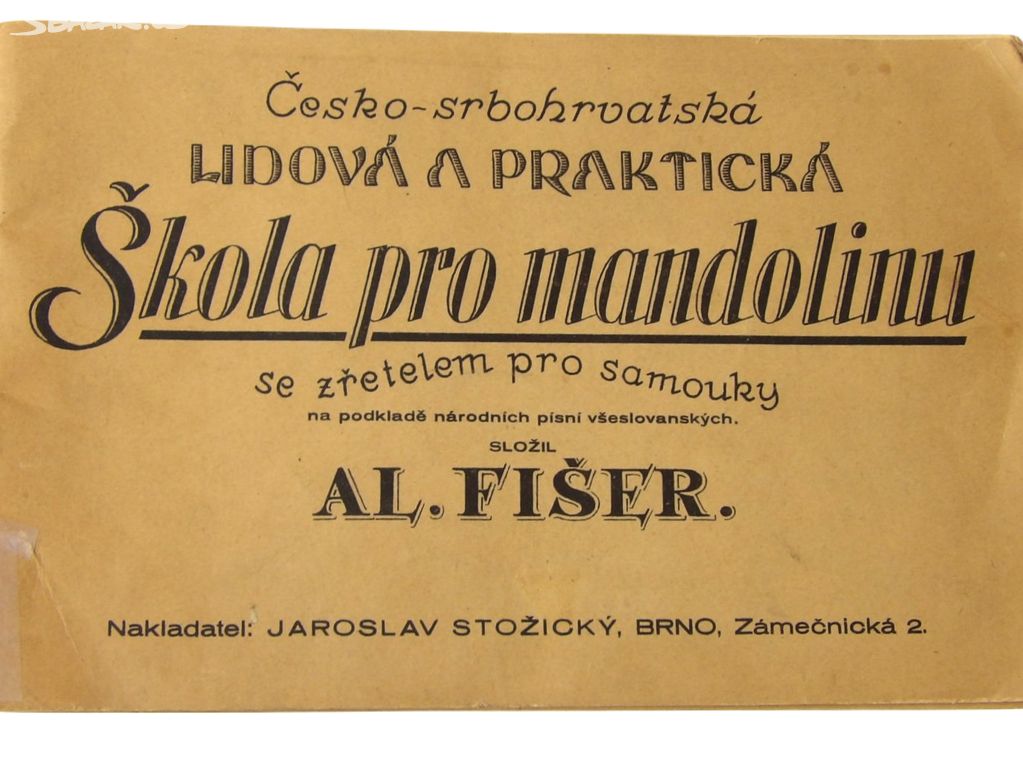 Česko-srbohrvatská
LIDOVÁ A PRAKTICKÁ
Škola pro mandolinu
se zřetelem pro samouky
na podkladě národních písní všeslovanských.
SLOŽIL
AL. FIŠER.
Nakladatel: JAROSLAV STOŽICKÝ, BRNO, Zámečnická 2.